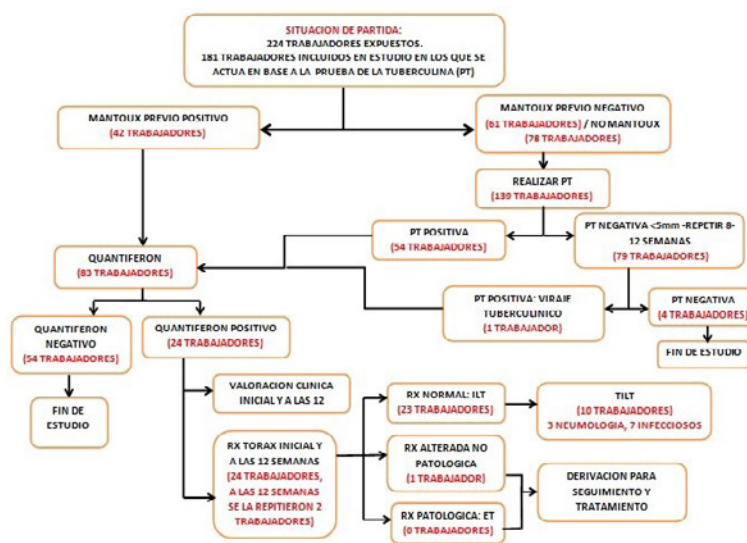 SITUACION DE PARTIDA:
224 TRABAJADORES EXPUESTOS.
181 TRABAJADORES INCLUIDOS EN ESTUDIO EN LOS QUE SE
ACTUA EN BASE A LA PRUEBA DE LA TUBERCULINA (PT)
MANTOUX PREVIO POSITIVO
(42 TRABAJADORES)
MANTOUX PREVIO NEGATIVO
(61 TRABAJADORES) / NO MANTOUX
(78 TRABAJADORES)
REALIZAR PT
(139 TRABAJADORES)
PT POSITIVA
(54 TRABAJADORES)
PT NEGATIVA <5mm -REPETIR 8-
12 SEMANAS
(79 TRABAJADORES)
QUANTIFERON
(83 TRABAJADORES)
PT POSITIVA: VIRAJE
TUBERCULINICO
(1 TRABAJADOR)
PT NEGATIVA
(4 TRABAJADORES)
QUANTIFERON
NEGATIVO
(54 TRABAJADORES)
QUANTIFERON POSITIVO
(24 TRABAJADORES)
FIN DE ESTUDIO
FIN DE
ESTUDIO
VALORACION CLINICA
INICIAL Y A LAS 12
RX NORMAL: ILT
(23 TRABAJADORES)
TILT
(10 TRABAJADORES)
3 NEUMOLOGIA, 7 INFECCIOSOS
RX TORAX INICIAL Y
A LAS 12 SEMANAS
(24 TRABAJADORES,
A LAS 12 SEMANAS
SE LA REPITIERON 2
TRABAJADORES)
RX ALTERADA NO
PATOLOGICA
(1 TRABAJADOR)
RX PATOLOGICA: ET
(0 TRABAJADORES)
DERIVACION PARA
SEGUIMIENTO Y
TRATAMIENTO